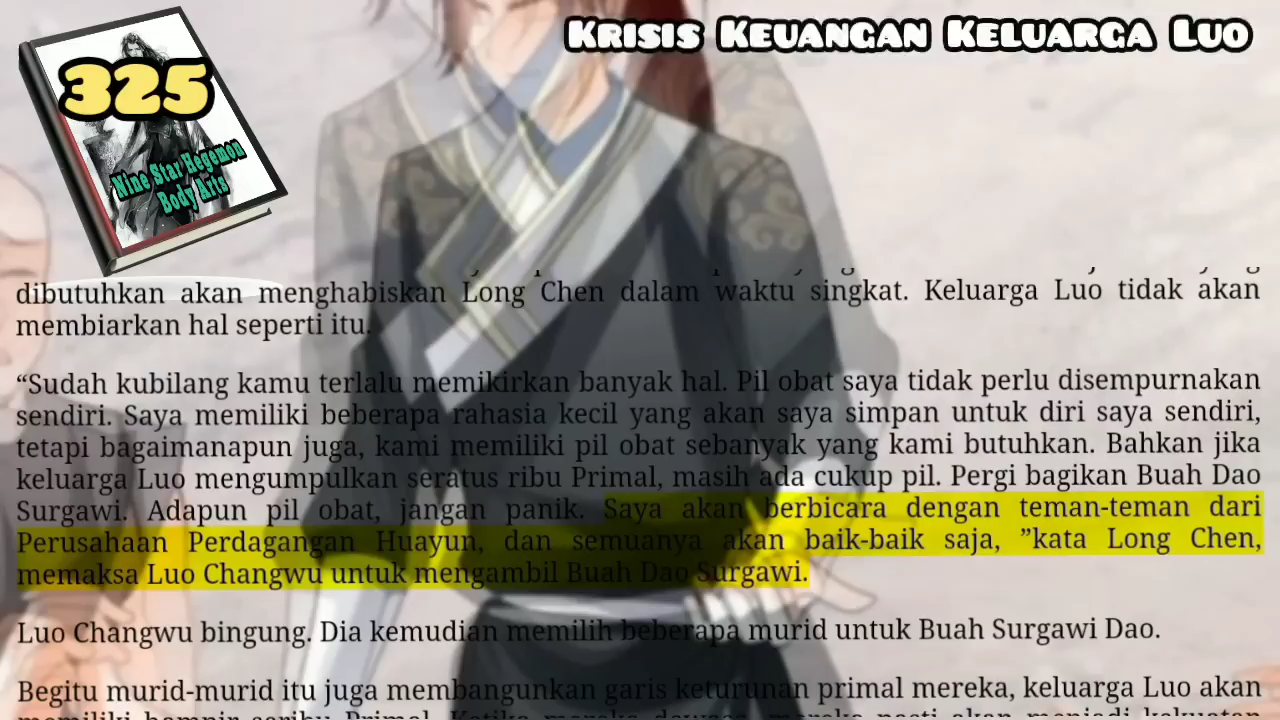 Krisis Keuangan Keluarga Luo
325
Nine Star Hegemon
Body Arts
dibutuhkan akan menghabiskan Long Chen dalam waktu singkat. Keluarga Luo tidak akan
membiarkan hal seperti itu.
“Sudah kubilang kamu terlalu memikirkan banyak hal. Pil obat saya tidak perlu disempurnakan
sendiri. Saya memiliki beberapa rahasia kecil yang akan saya simpan untuk diri saya sendiri,
tetapi bagaimanapun juga, kami memiliki pil obat sebanyak yang kami butuhkan. Bahkan jika
keluarga Luo mengumpulkan seratus ribu Primal, masih ada cukup pil. Pergi bagikan Buah Dao
Surgawi. Adapun pil obat, jangan panik. Saya akan berbicara dengan teman-teman dari
Perusahaan Perdagangan Huayun, dan semuanya akan baik-baik saja, ”kata Long Chen,
memaksa Luo Changwu untuk mengambil Buah Dao Surgawi.
Luo Changwu bingung. Dia kemudian memilih beberapa murid untuk Buah Surgawi Dao.
Begitu murid-murid itu juga membangunkan garis keturunan primal mereka, keluarga Luo akan